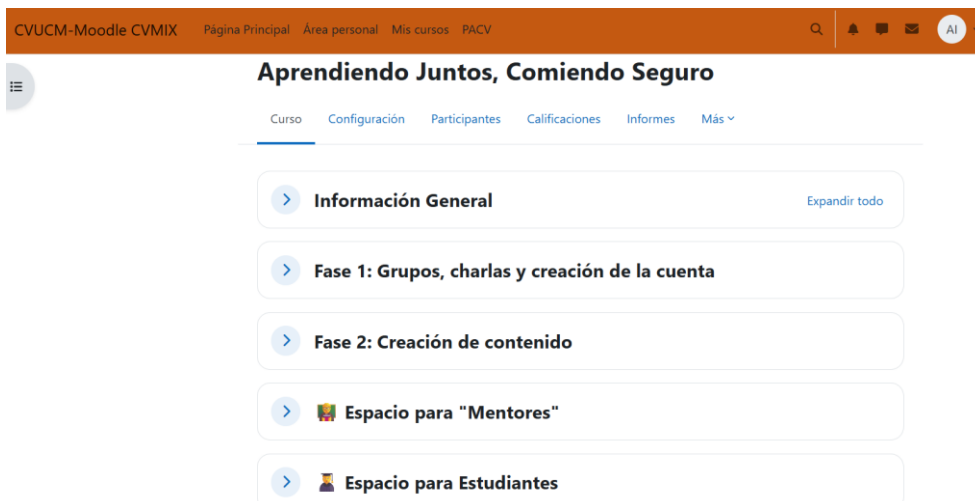 CVUCM-Moodle CVMIX Página Principal Área personal Mis cursos PACV AI
Aprendiendo Juntos, Comiendo Seguro
Curso Configuración Participantes Calificaciones Informes Más
Información General Expandir todo
Fase 1: Grupos, charlas y creación de la cuenta
Fase 2: Creación de contenido
Espacio para "Mentores"
Espacio para Estudiantes